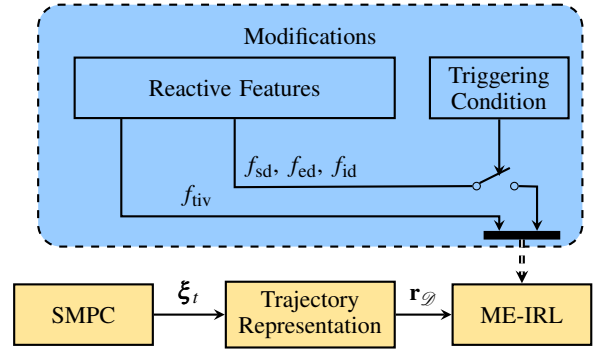 Modifications
Reactive Features
Triggering
Condition
f_sd, f_ed, f_id
f_tiv
ξ_t
r_𝒟
SMPC
Trajectory
Representation
ME-IRL